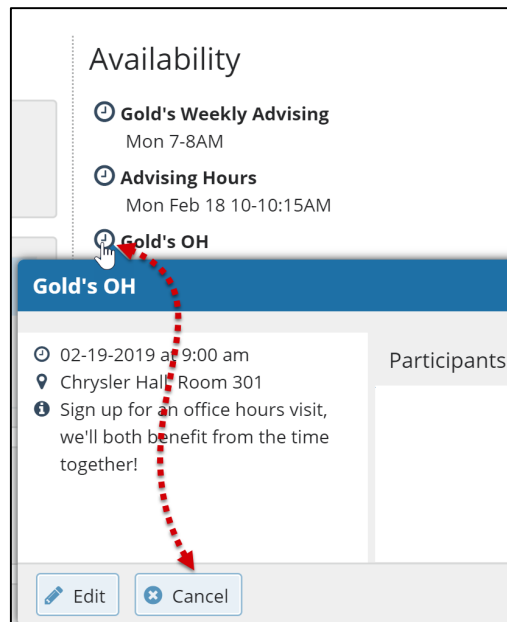 Availability
Gold's Weekly Advising
Mon 7-8AM
Advising Hours
Mon Feb 18 10-10:15AM
Gold's OH
Gold's OH
02-19-2019 at 9:00 am
Participants
Chrysler Hall, Room 301
Sign up for an office hours visit,
we'll both benefit from the time
together!
Edit
Cancel